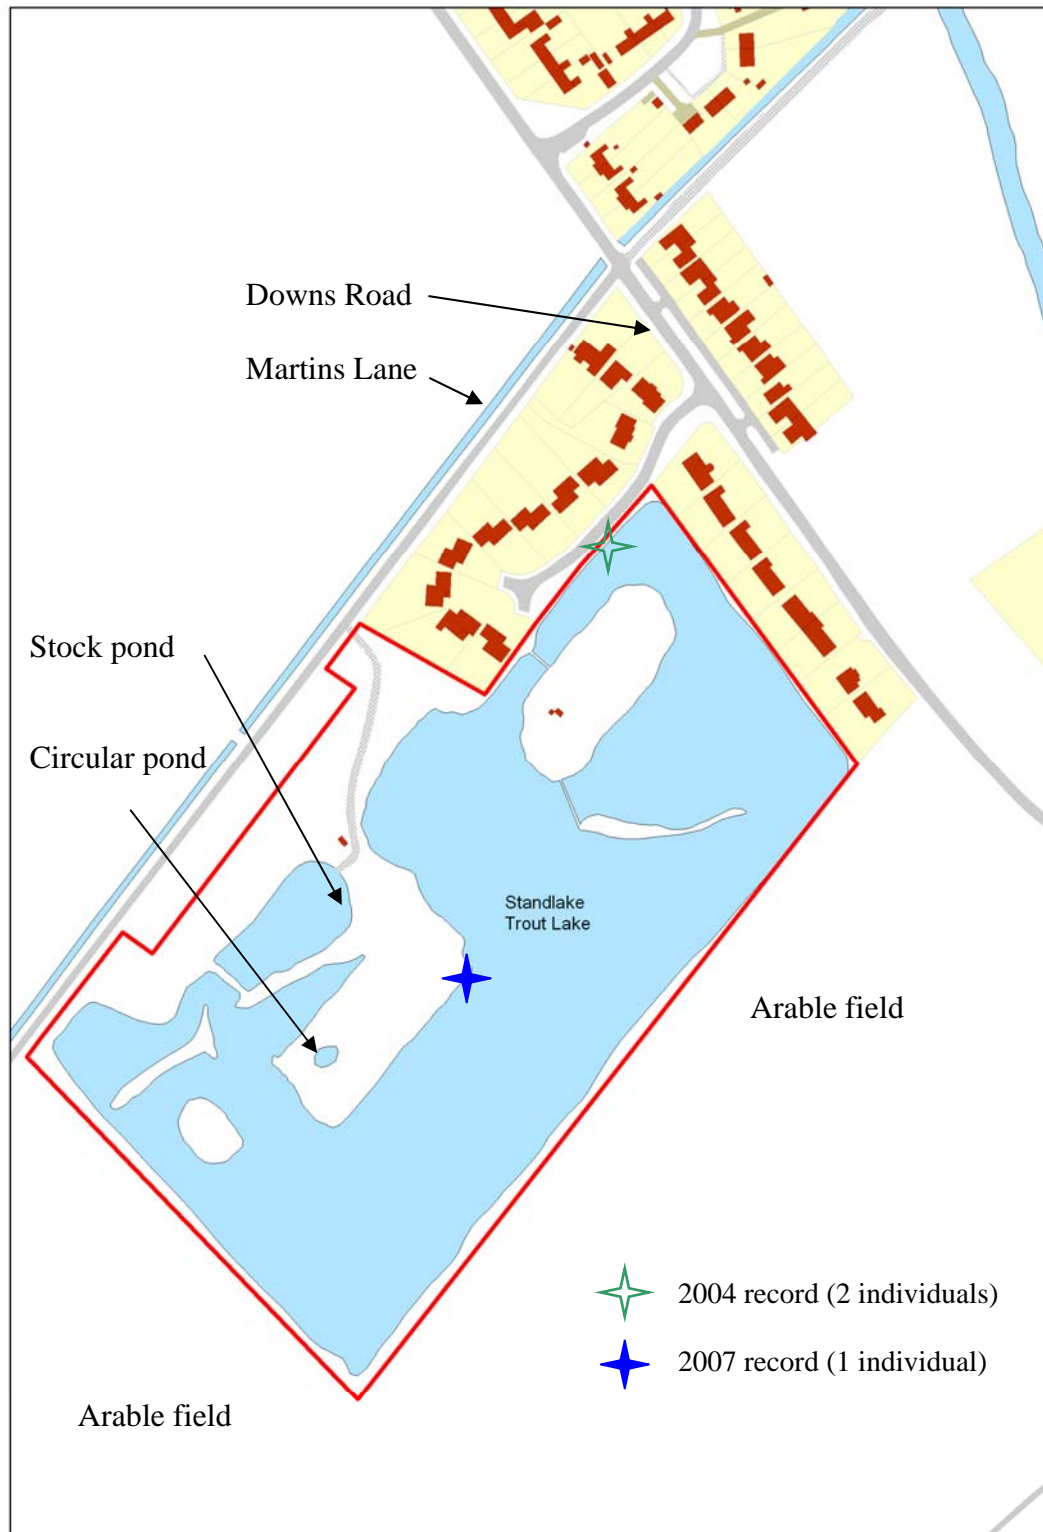 Downs Road
Martins Lane
Stock pond
Circular pond
Standlake
Trout Lake
Arable field
2004 record (2 individuals)
2007 record (1 individual)
Arable field